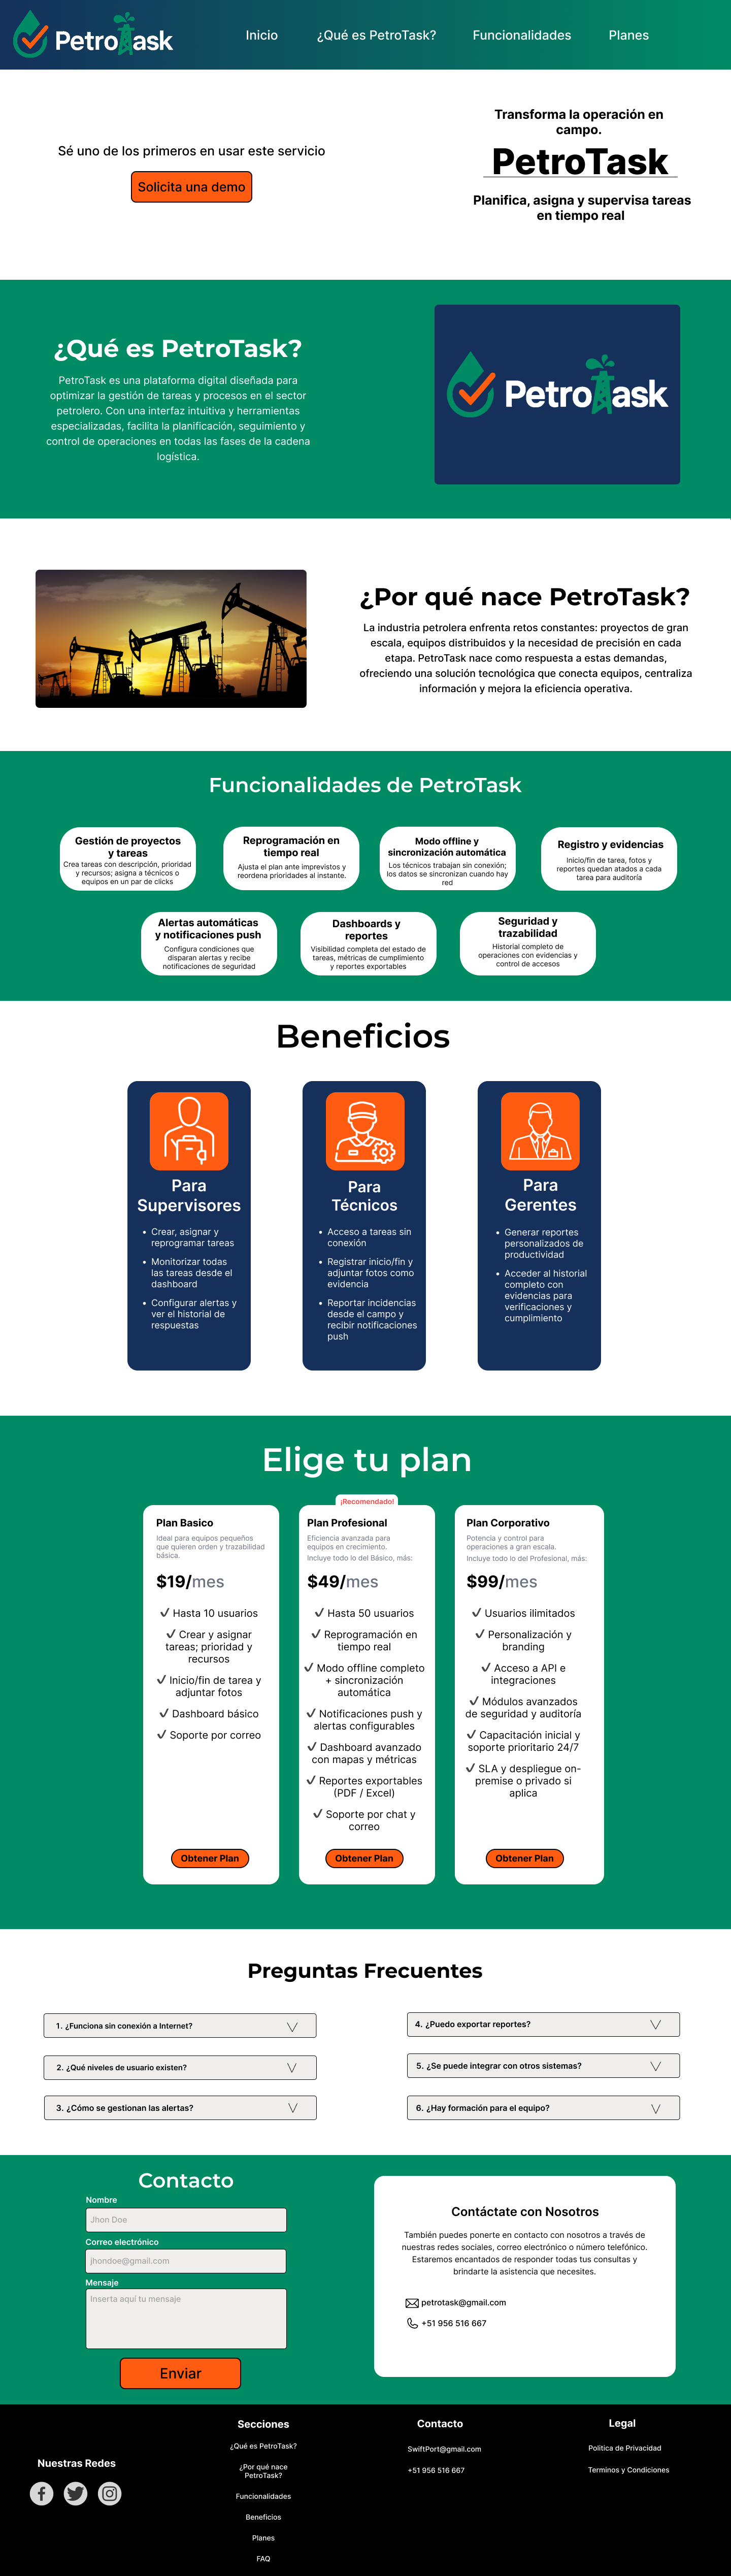 PetroTask
Inicio
¿Qué es PetroTask?
Funcionalidades
Planes
Sé uno de los primeros en usar este servicio
Solicita una demo
Transforma la operación en
campo.
PetroTask
Planifica, asigna y supervisa tareas
en tiempo real
¿Qué es PetroTask?
PetroTask es una plataforma digital diseñada para
optimizar la gestión de tareas y procesos en el sector
petrolero. Con una interfaz intuitiva y herramientas
especializadas, facilita la planificación, seguimiento y
control de operaciones en todas las fases de la cadena
logística.
PetroTask
¿Por qué nace PetroTask?
La industria petrolera enfrenta retos constantes: proyectos de gran
escala, equipos distribuidos y la necesidad de precisión en cada
etapa. PetroTask nace como respuesta a estas demandas,
ofreciendo una solución tecnológica que conecta equipos, centraliza
información y mejora la eficiencia operativa.
Funcionalidades de PetroTask
Gestión de proyectos
y tareas
Crea tareas con descripción, prioridad
y recursos; asigna a técnicos o
equipos en un par de clicks
Reprogramación en
tiempo real
Ajusta el plan ante imprevistos y
reordena prioridades al instante.
Modo offline y
sincronización automática
Los técnicos trabajan sin conexión;
los datos se sincronizan cuando hay
red
Registro y evidencias
Inicio/fin de tarea, fotos y
reportes quedan atados a cada
tarea para auditoría
Alertas automáticas
y notificaciones push
Configura condiciones que
disparan alertas y recibe
notificaciones de seguridad
Dashboards y
reportes
Visibilidad completa del estado de
tareas, métricas de cumplimiento
y reportes exportables
Seguridad y
trazabilidad
Historial completo de
operaciones con evidencias y
control de accesos
Beneficios
Para
Supervisores
• Crear, asignar y
reprogramar tareas
• Monitorizar todas
las tareas desde el
dashboard
• Configurar alertas y
ver el historial de
respuestas
Para
Técnicos
• Acceso a tareas sin
conexión
• Registrar inicio/fin y
adjuntar fotos como
evidencia
• Reportar incidencias
desde el campo y
recibir notificaciones
push
Para
Gerentes
• Generar reportes
personalizados de
productividad
• Acceder al historial
completo con
evidencias para
verificaciones y
cumplimiento
Elige tu plan
Plan Basico
Ideal para equipos pequeños
que quieren orden y trazabilidad
básica.
$19/mes
✔ Hasta 10 usuarios
✔ Crear y asignar
tareas; prioridad y
recursos
✔ Inicio/fin de tarea y
adjuntar fotos
✔ Dashboard básico
✔ Soporte por correo
Obtener Plan
¡Recomendado!
Plan Profesional
Eficiencia avanzada para
equipos en crecimiento.
Incluye todo lo del Básico, más:
$49/mes
✔ Hasta 50 usuarios
✔ Reprogramación en
tiempo real
✔ Modo offline completo
+ sincronización
automática
✔ Notificaciones push y
alertas configurables
✔ Dashboard avanzado
con mapas y métricas
✔ Reportes exportables
(PDF / Excel)
✔ Soporte por chat y
correo
Obtener Plan
Plan Corporativo
Potencia y control para
operaciones a gran escala.
Incluye todo lo del Profesional, más:
$99/mes
✔ Usuarios ilimitados
✔ Personalización y
branding
✔ Acceso a API e
integraciones
✔ Módulos avanzados
de seguridad y auditoría
✔ Capacitación inicial y
soporte prioritario 24/7
✔ SLA y despliegue on-
premise o privado si
aplica
Obtener Plan
Preguntas Frecuentes
1. ¿Funciona sin conexión a Internet?
2. ¿Qué niveles de usuario existen?
3. ¿Cómo se gestionan las alertas?
4. ¿Puedo exportar reportes?
5. ¿Se puede integrar con otros sistemas?
6. ¿Hay formación para el equipo?
Contacto
Nombre
Jhon Doe
Correo electrónico
jhondoe@gmail.com
Mensaje
Inserta aquí tu mensaje
Enviar
Contáctate con Nosotros
También puedes ponerte en contacto con nosotros a través de
nuestras redes sociales, correo electrónico o número telefónico.
Estaremos encantados de responder todas tus consultas y
brindarte la asistencia que necesites.
petrotask@gmail.com
+51 956 516 667
Nuestras Redes
Secciones
¿Qué es PetroTask?
¿Por qué nace
PetroTask?
Funcionalidades
Beneficios
Planes
FAQ
Contacto
SwiftPort@gmail.com
+51 956 516 667
Legal
Politica de Privacidad
Terminos y Condiciones